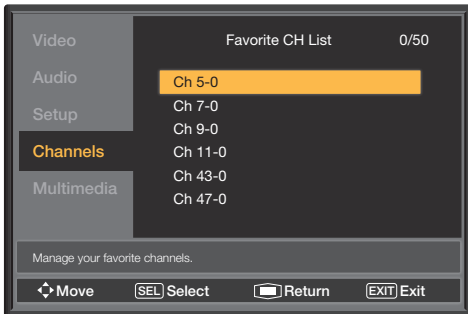 Video
Audio
Setup
Channels
Multimedia
Favorite CH List 0/50
Ch 5-0
Ch 7-0
Ch 9-0
Ch 11-0
Ch 43-0
Ch 47-0
Manage your favorite channels.
Move SEL Select Return EXIT Exit